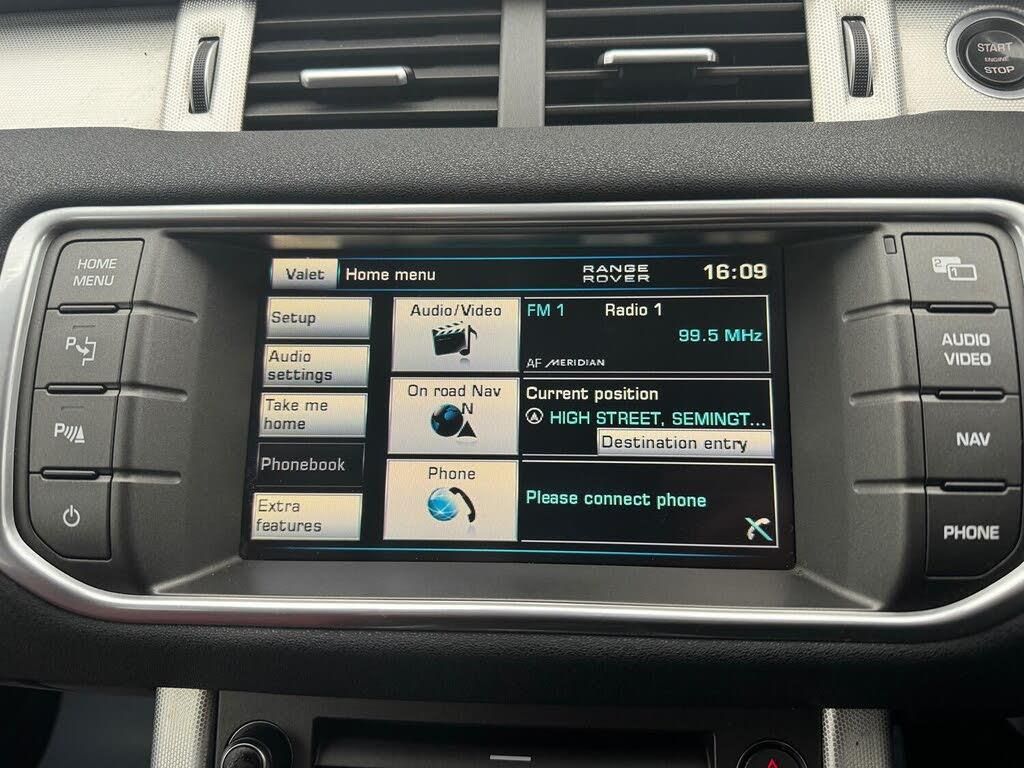 START
ENGINE
STOP
HOME
MENU
P
P
AUDIO
VIDEO
NAV
PHONE
2
1
Valet
Home menu
RANGE
ROVER
16:09
Setup
Audio
settings
Take me
home
Phonebook
Extra
features
Audio/Video
FM 1
Radio 1
99.5 MHz
AF MERIDIAN
On road Nav
N
Current position
HIGH STREET, SEMINGT...
Destination entry
Phone
Please connect phone